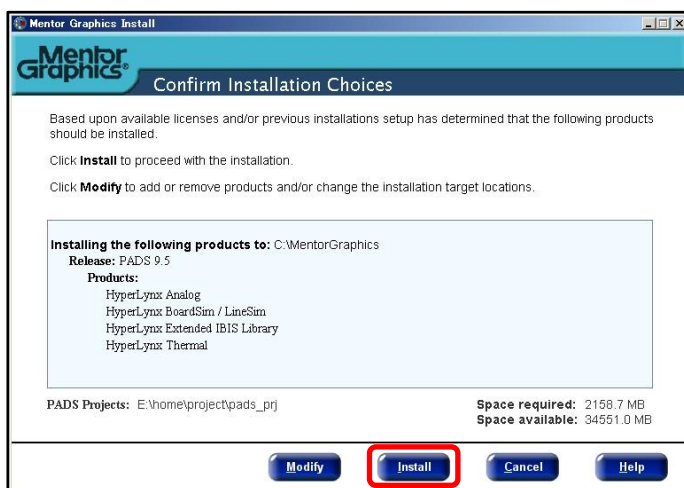 Mentor Graphics Install
Mentor
Graphics®
Confirm Installation Choices
Based upon available licenses and/or previous installations setup has determined that the following products
should be installed.
Click Install to proceed with the installation.
Click Modify to add or remove products and/or change the installation target locations.
Installing the following products to: C:\MentorGraphics
Release: PADS 9.5
Products:
HyperLynx Analog
HyperLynx BoardSim / LineSim
HyperLynx Extended IBIS Library
HyperLynx Thermal
PADS Projects: E:\home\project\pads_prj
Space required: 2158.7 MB
Space available: 34551.0 MB
Modify Install Cancel Help